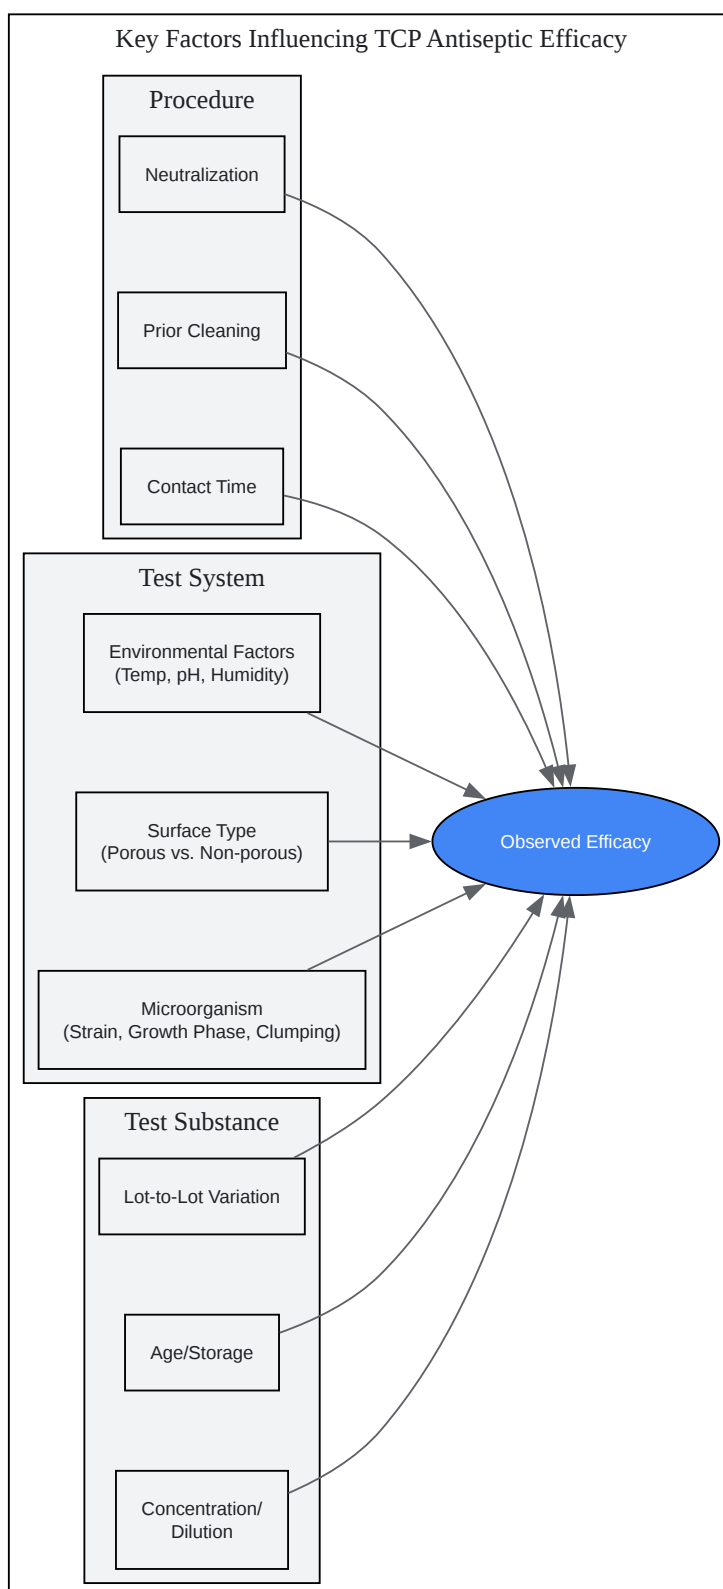 Key Factors Influencing TCP Antiseptic Efficacy
Procedure
Neutralization
Prior Cleaning
Contact Time
Test System
Environmental Factors
(Temp, pH, Humidity)
Surface Type
(Porous vs. Non-porous)
Observed Efficacy
Microorganism
(Strain, Growth Phase, Clumping)
Test Substance
Lot-to-Lot Variation
Age/Storage
Concentration/
Dilution